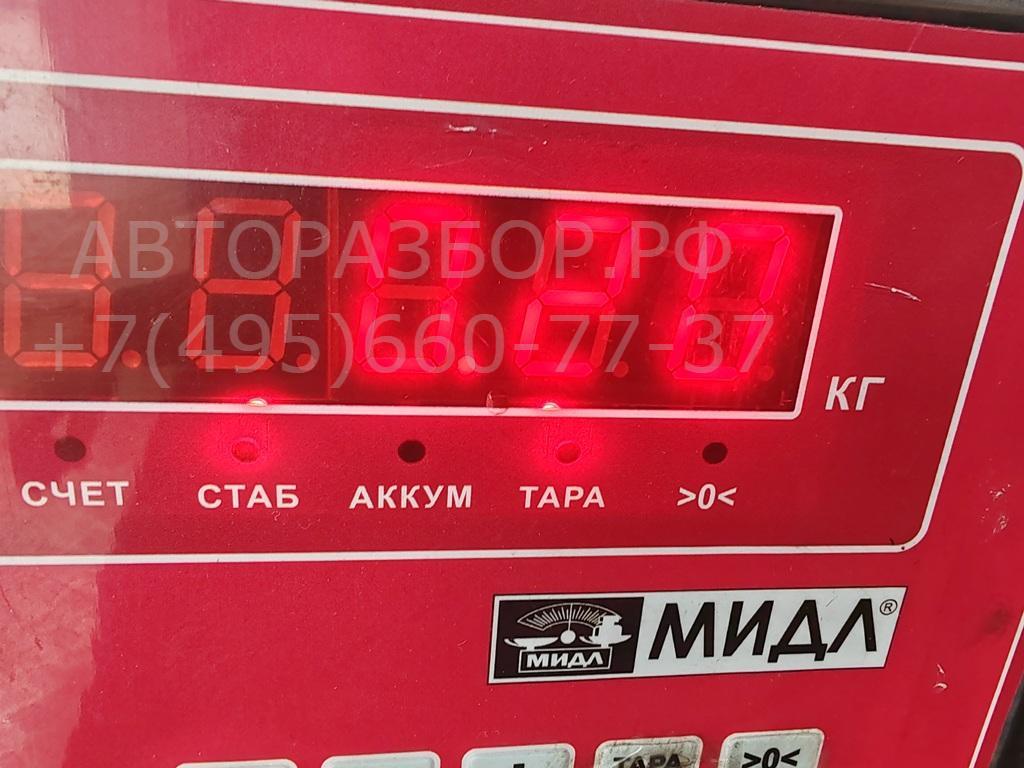 АВТОРАЗБОР.РФ
+7(495)660-77-37
КГ
СЧЕТ СТАБ АККУМ ТАРА >0<
МИДЛ МИДЛ®
ТАРА >0<